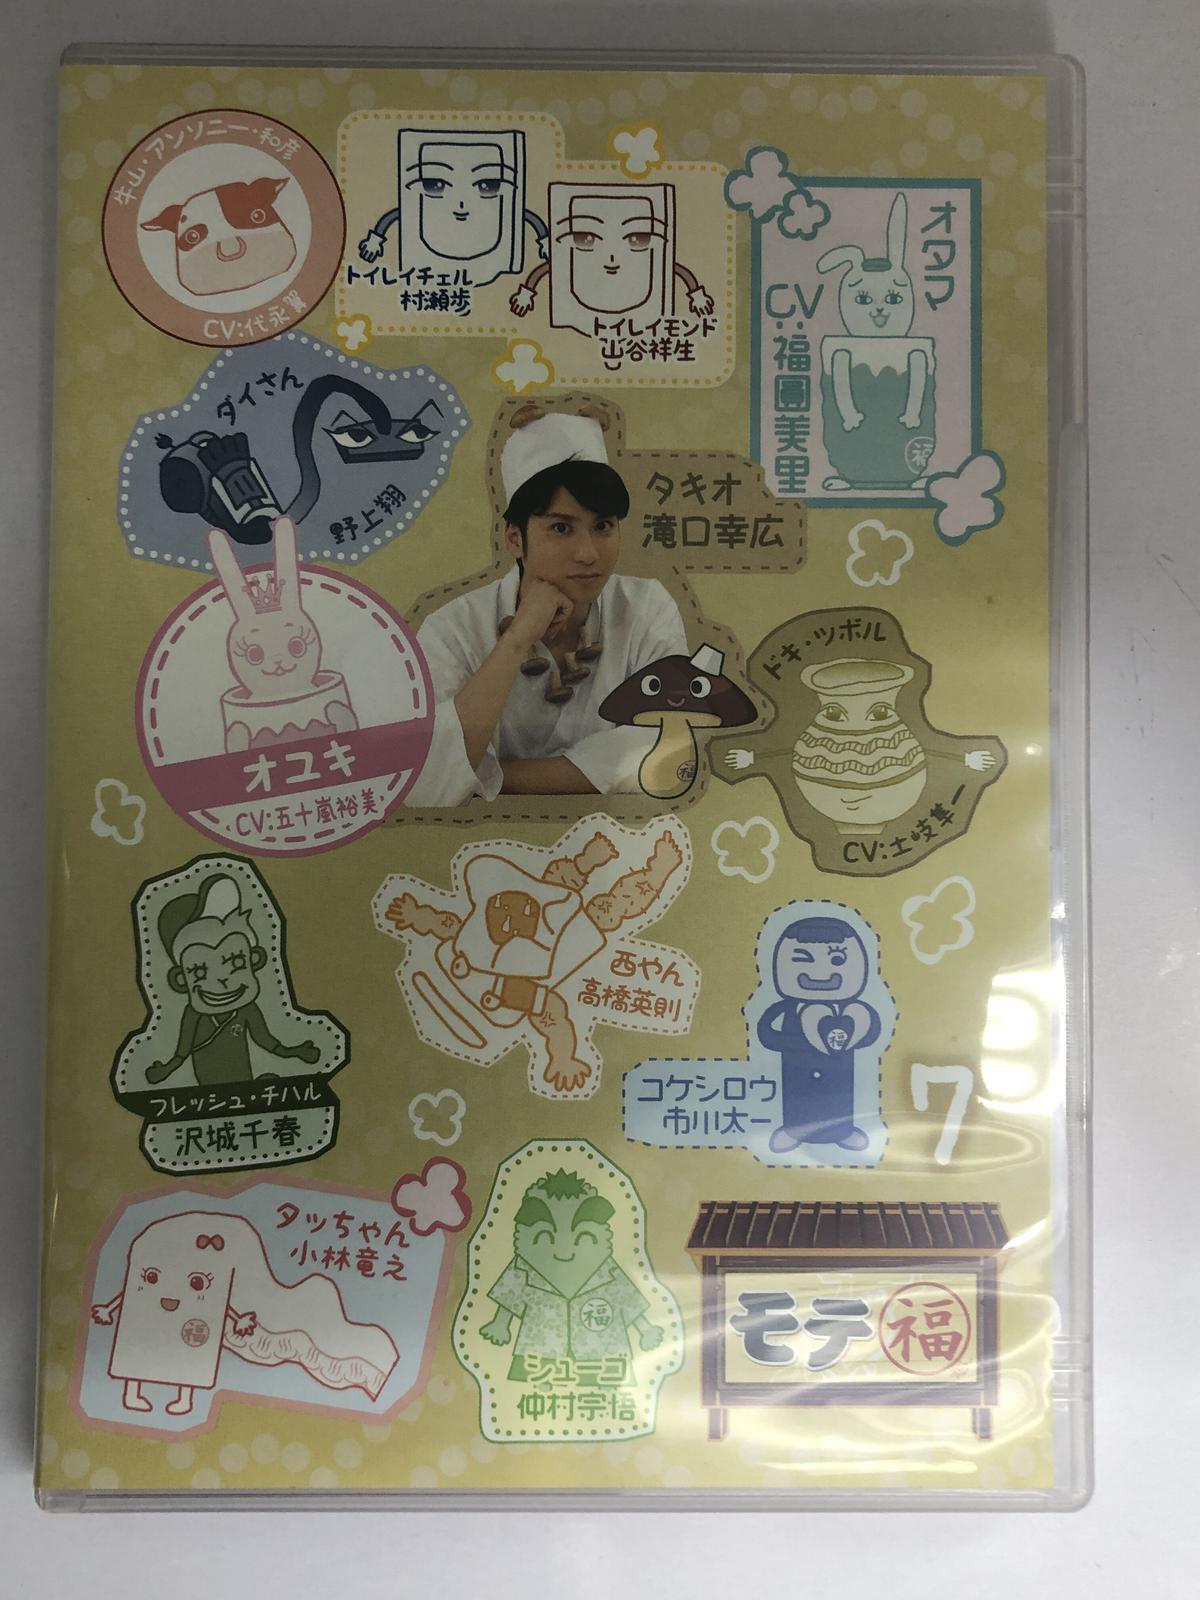 牛山・アンソニー・和彦
CV:代永翼
トイレイチェル
村瀬歩
トイレイモンド
山谷祥生
オタマ
CV:福圓美里
福
ダイさん
野上翔
タキオ
滝口幸広
福
オユキ
CV:五十嵐裕美
ドキ・ツボル
CV:土岐隼一
フレッシュ・チハル
沢城千春
西やん
高橋英則
福
コケシロウ
市川太一
7
タッちゃん
小林竜之
福
福
シューゴ
仲村宗悟
モテ福